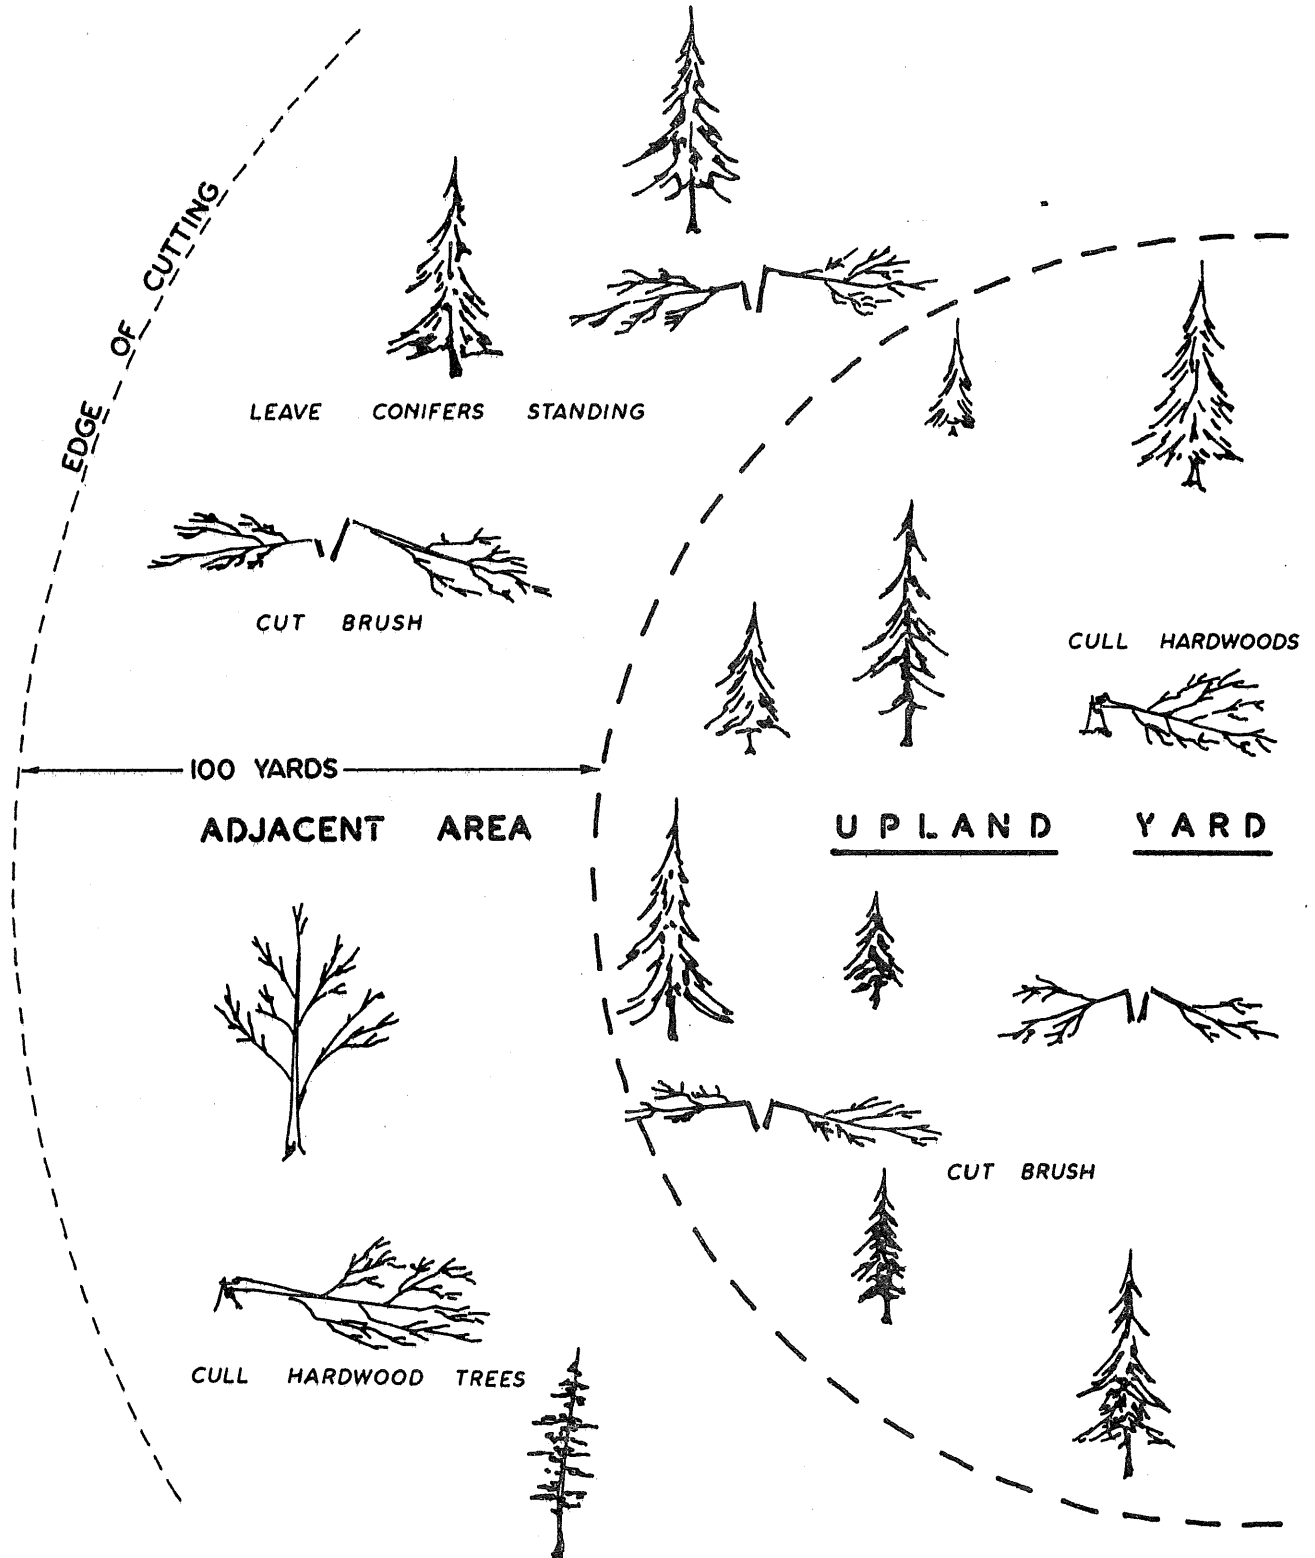 EDGE OF CUTTING
LEAVE CONIFERS STANDING
CUT BRUSH
CULL HARDWOODS
100 YARDS
ADJACENT AREA
UPLAND YARD
CUT BRUSH
CULL HARDWOOD TREES